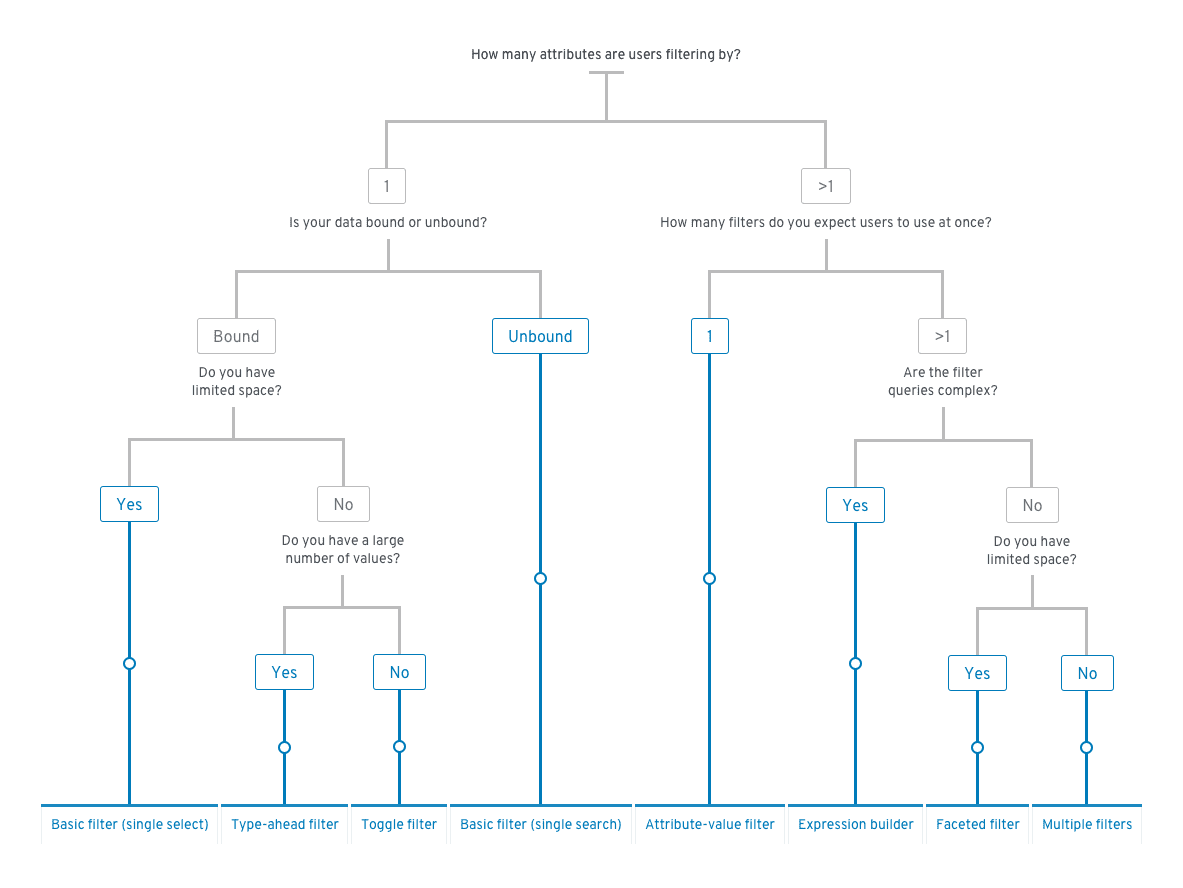 How many attributes are users filtering by?
1
>1
Is your data bound or unbound?
How many filters do you expect users to use at once?
Bound
Unbound
1
>1
Do you have
limited space?
Are the filter
queries complex?
Yes
No
Yes
No
Do you have a large
number of values?
Do you have
limited space?
Yes
No
Yes
No
Basic filter (single select)
Type-ahead filter
Toggle filter
Basic filter (single search)
Attribute-value filter
Expression builder
Faceted filter
Multiple filters